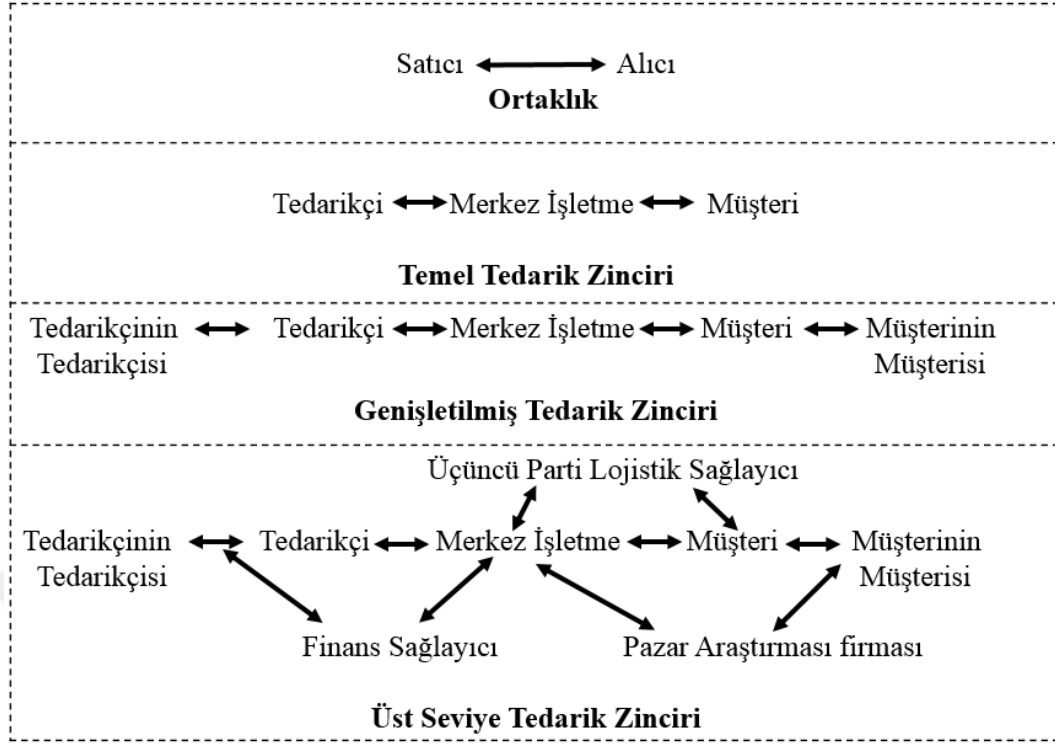 Satıcı Alıcı
Ortaklık
Tedarikçi Merkez İşletme Müşteri
Temel Tedarik Zinciri
Tedarikçinin Tedarikçi Merkez İşletme Müşteri Müşterinin
Tedarikçisi Müşterisi
Genişletilmiş Tedarik Zinciri
Üçüncü Parti Lojistik Sağlayıcı
Tedarikçinin Tedarikçi Merkez İşletme Müşteri Müşterinin
Tedarikçisi Müşterisi
Finans Sağlayıcı Pazar Araştırması firması
Üst Seviye Tedarik Zinciri